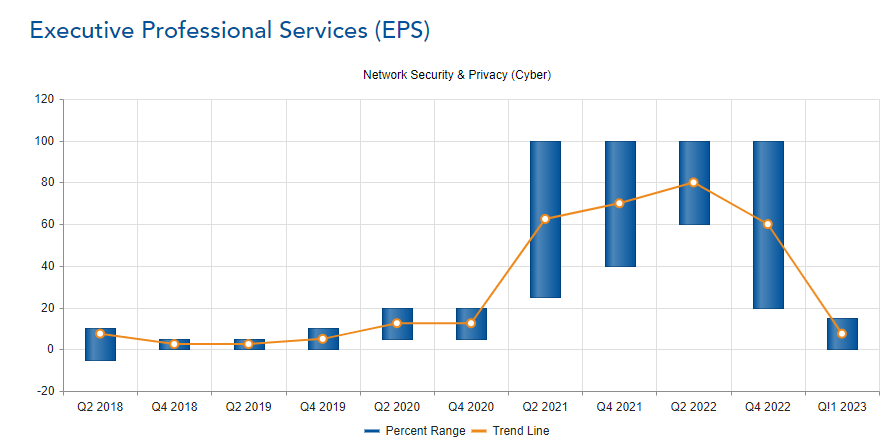 Executive Professional Services (EPS)
Network Security & Privacy (Cyber)
120
100
80
60
40
20
0
-20
Q2 2018 Q4 2018 Q2 2019 Q4 2019 Q2 2020 Q4 2020 Q2 2021 Q4 2021 Q2 2022 Q4 2022 Q!1 2023
Percent Range Trend Line